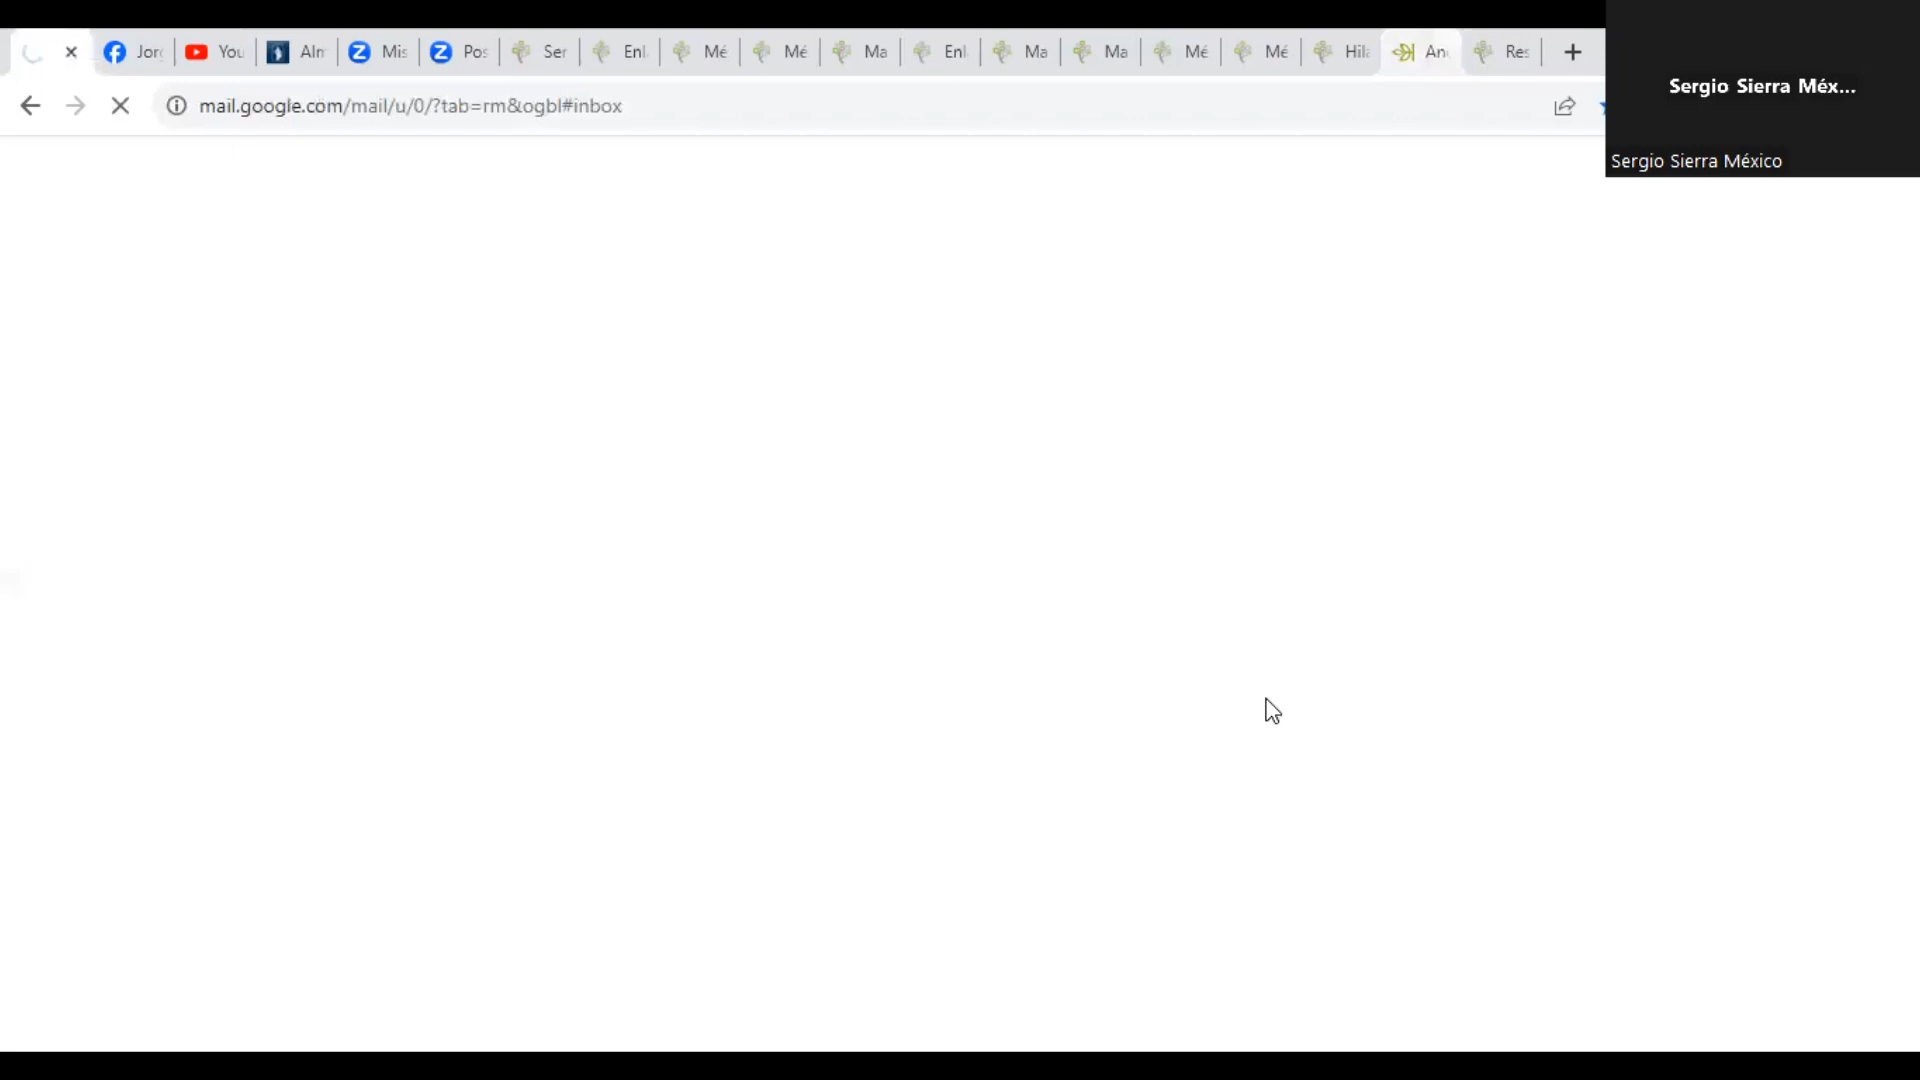 Jor
You
Aln
Mis
Pos
Ser
Enl
Mé
Mé
Ma
Enl
Ma
Ma
Mé
Mé
Hila
An
Res
mail.google.com/mail/u/0/?tab=rm&ogbl#inbox
Sergio Sierra Méx...
Sergio Sierra México